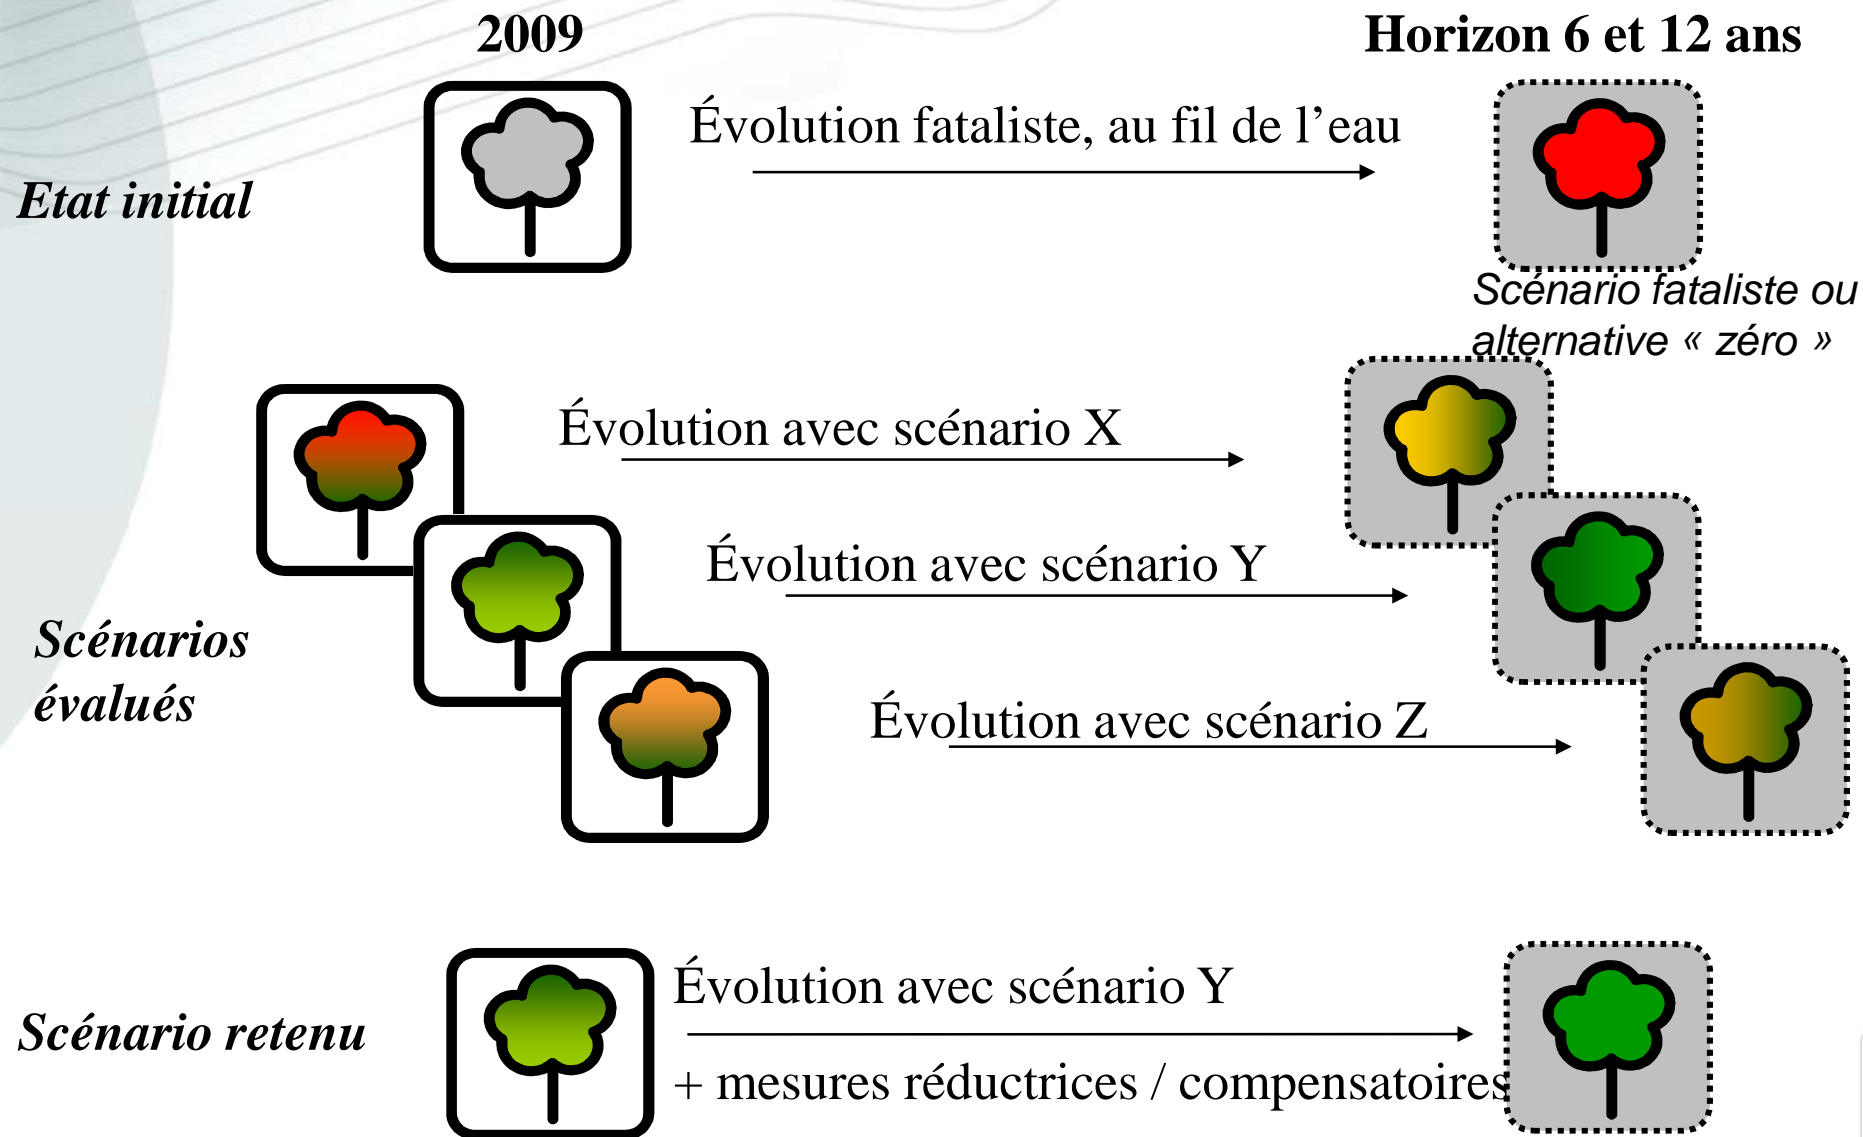 2009
Horizon 6 et 12 ans
Évolution fataliste, au fil de l’eau
Etat initial
Scénario fataliste ou
alternative « zéro »
Évolution avec scénario X
Évolution avec scénario Y
Scénarios
évalués
Évolution avec scénario Z
Évolution avec scénario Y
Scénario retenu
+ mesures réductrices / compensatoires